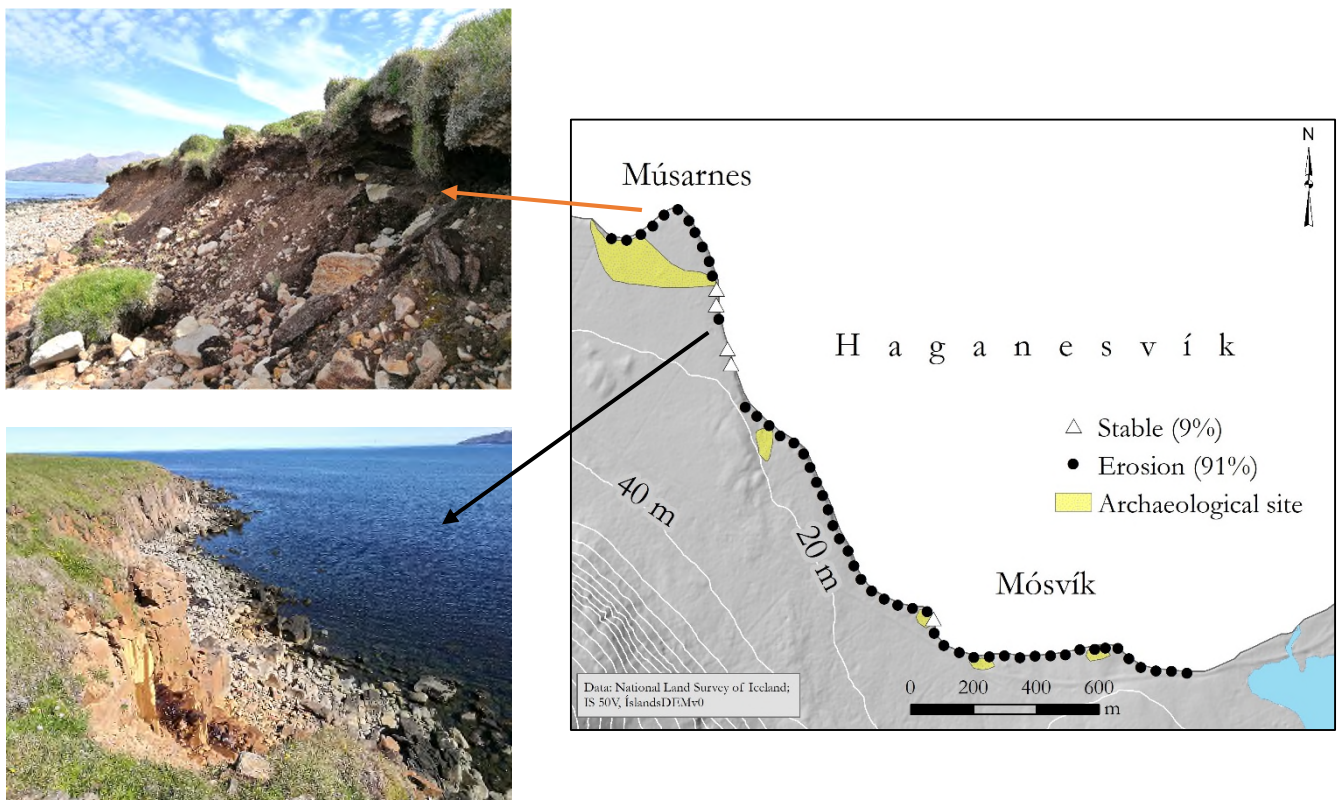 N
Músarnes
Haganesvík
Stable (9%)
Erosion (91%)
Archaeological site
40 m
20 m
Mósvík
Data: National Land Survey of Iceland;
IS 50V, ÍslandsDEMv0
0 200 400 600
m